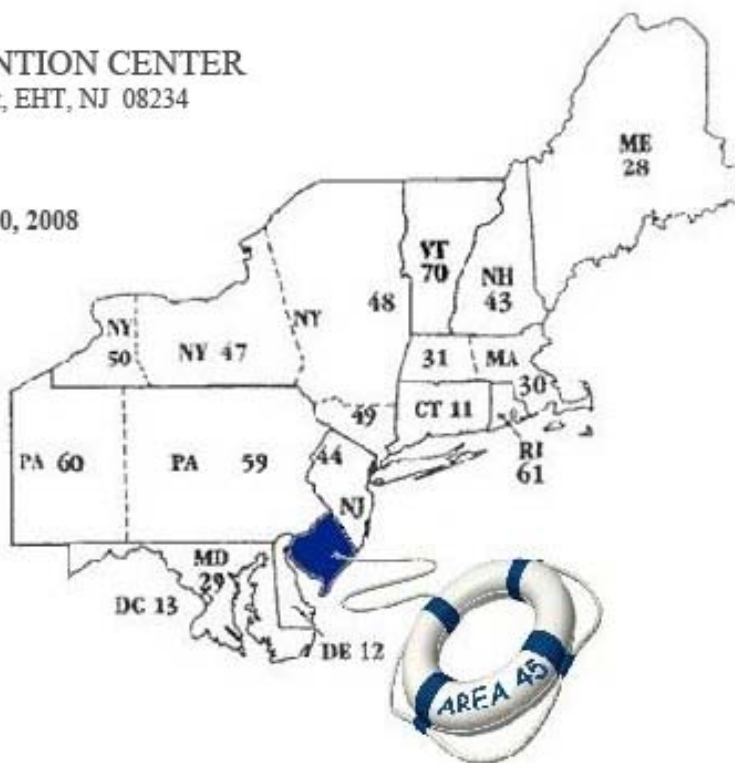 NTION CENTER
, EHT, NJ 08234
0, 2008
ME
28
VT
70
NH
43
NY
48
NY
50
NY 47
31
MA
30
CT 11
49
RI
61
PA 60
PA 59
44
NJ
MD
29
DC 13
DE 12
AREA 45